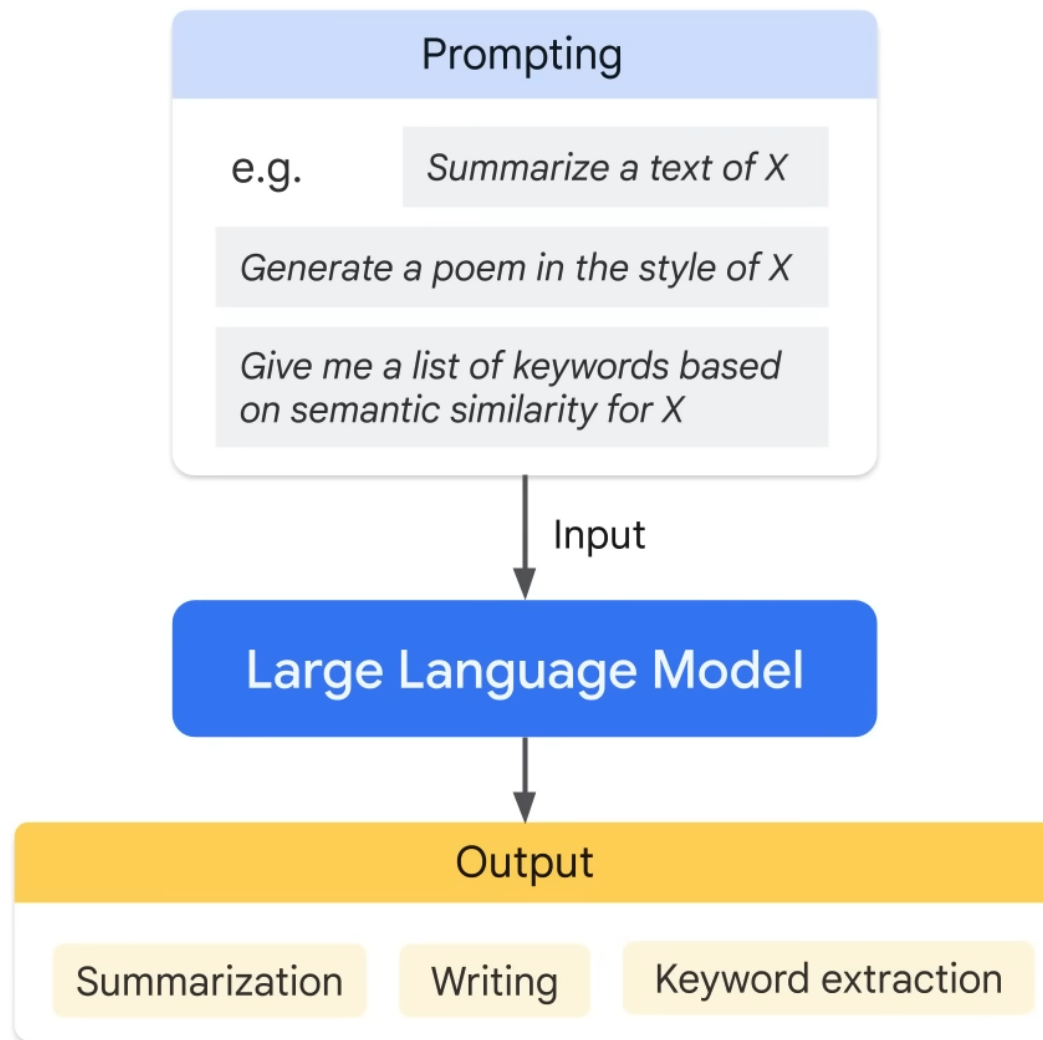 Prompting
e.g.
Summarize a text of X
Generate a poem in the style of X
Give me a list of keywords based
on semantic similarity for X
Input
Large Language Model
Output
Summarization
Writing
Keyword extraction